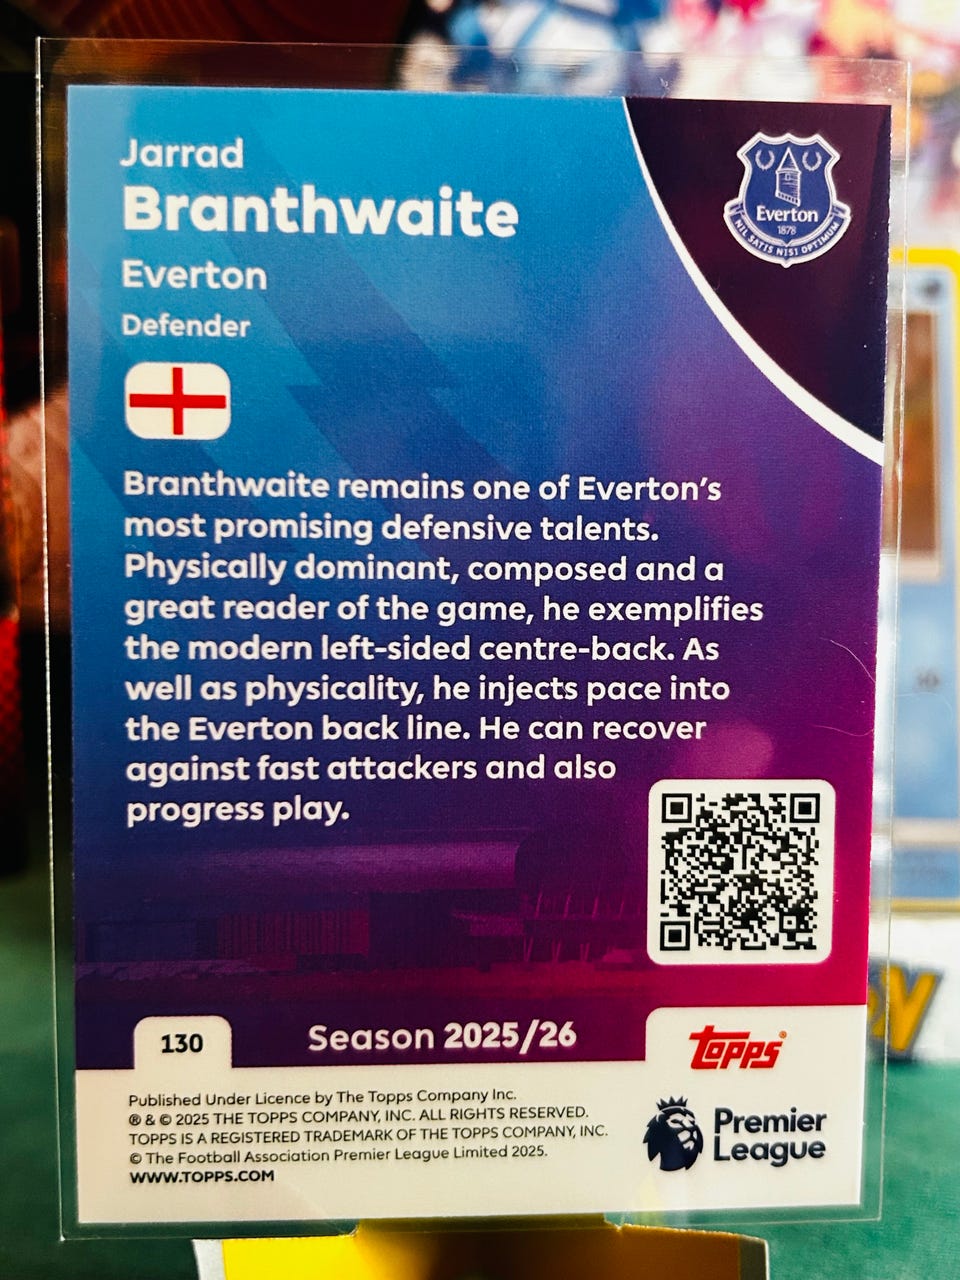 Jarrad
Branthwaite
Everton
Defender
Everton
1878
NIL SATIS NISI OPTIMUM
Branthwaite remains one of Everton's
most promising defensive talents.
Physically dominant, composed and a
great reader of the game, he exemplifies
the modern left-sided centre-back. As
well as physicality, he injects pace into
the Everton back line. He can recover
against fast attackers and also
progress play.
130
Season 2025/26
Topps®
Published Under Licence by The Topps Company Inc.
® & © 2025 THE TOPPS COMPANY, INC. ALL RIGHTS RESERVED.
TOPPS IS A REGISTERED TRADEMARK OF THE TOPPS COMPANY, INC.
© The Football Association Premier League Limited 2025.
WWW.TOPPS.COM
Premier
League